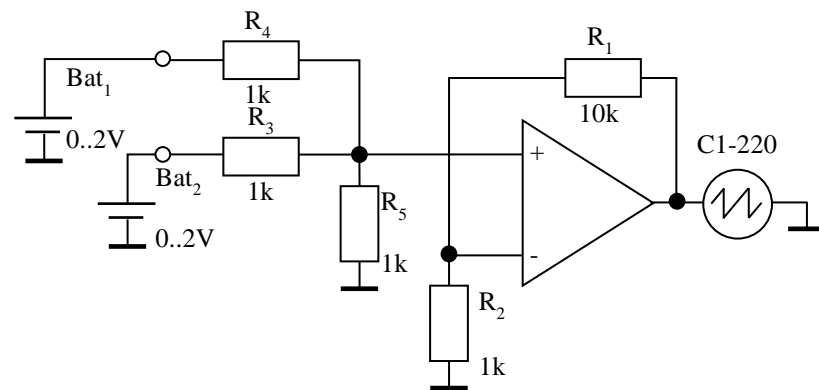 R4
Bat1
1k
0..2V
R3
Bat2
1k
0..2V
R5
1k
R1
10k
+
-
R2
1k
C1-220